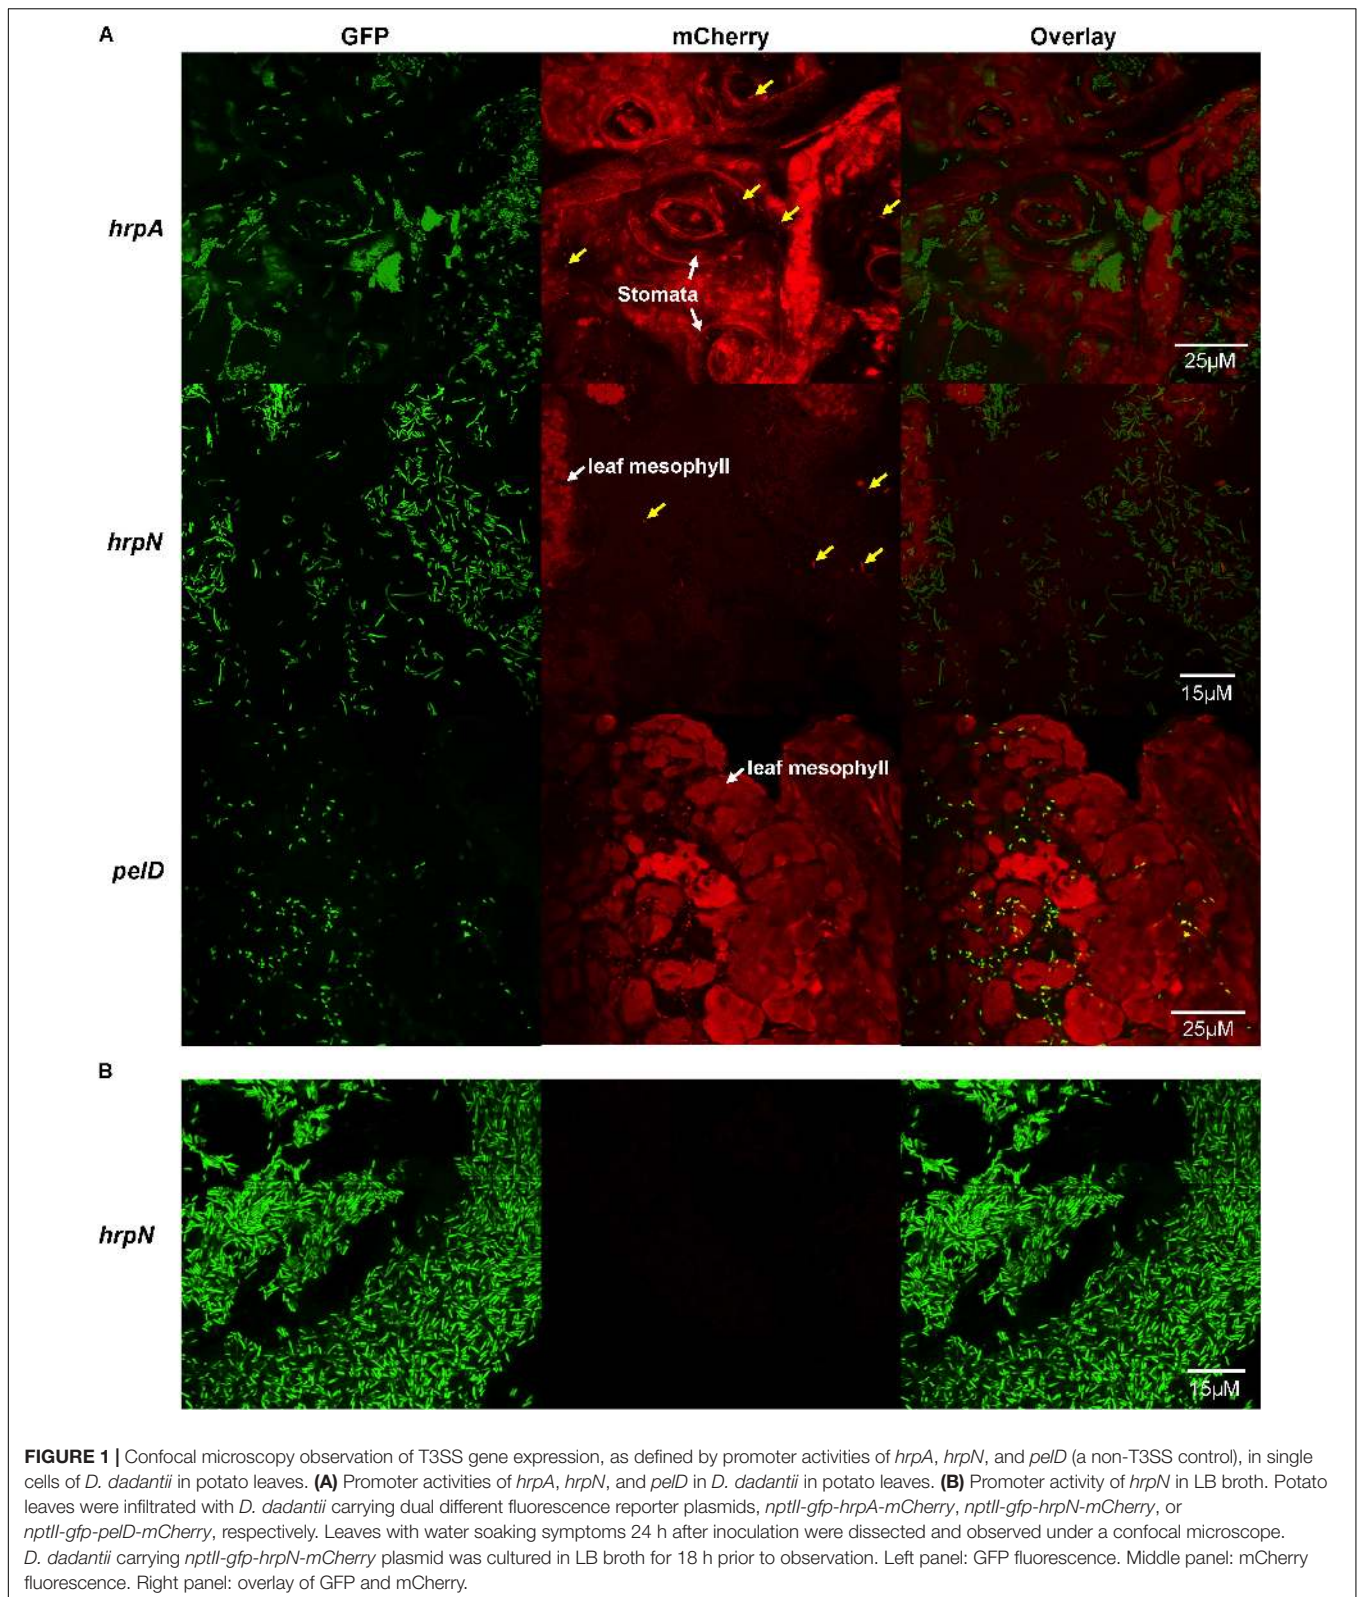 A
GFP
mCherry
Overlay
hrpA
Stomata
25µM
leaf mesophyll
hrpN
15µM
leaf mesophyll
pelD
25µM
B
hrpN
15µM
FIGURE 1 | Confocal microscopy observation of T3SS gene expression, as defined by promoter activities of hrpA, hrpN, and pelD (a non-T3SS control), in single
cells of D. dadantii in potato leaves. (A) Promoter activities of hrpA, hrpN, and pelD in D. dadantii in potato leaves. (B) Promoter activity of hrpN in LB broth. Potato
leaves were infiltrated with D. dadantii carrying dual different fluorescence reporter plasmids, nptII-gfp-hrpA-mCherry, nptII-gfp-hrpN-mCherry, or
nptII-gfp-pelD-mCherry, respectively. Leaves with water soaking symptoms 24 h after inoculation were dissected and observed under a confocal microscope.
D. dadantii carrying nptII-gfp-hrpN-mCherry plasmid was cultured in LB broth for 18 h prior to observation. Left panel: GFP fluorescence. Middle panel: mCherry
fluorescence. Right panel: overlay of GFP and mCherry.